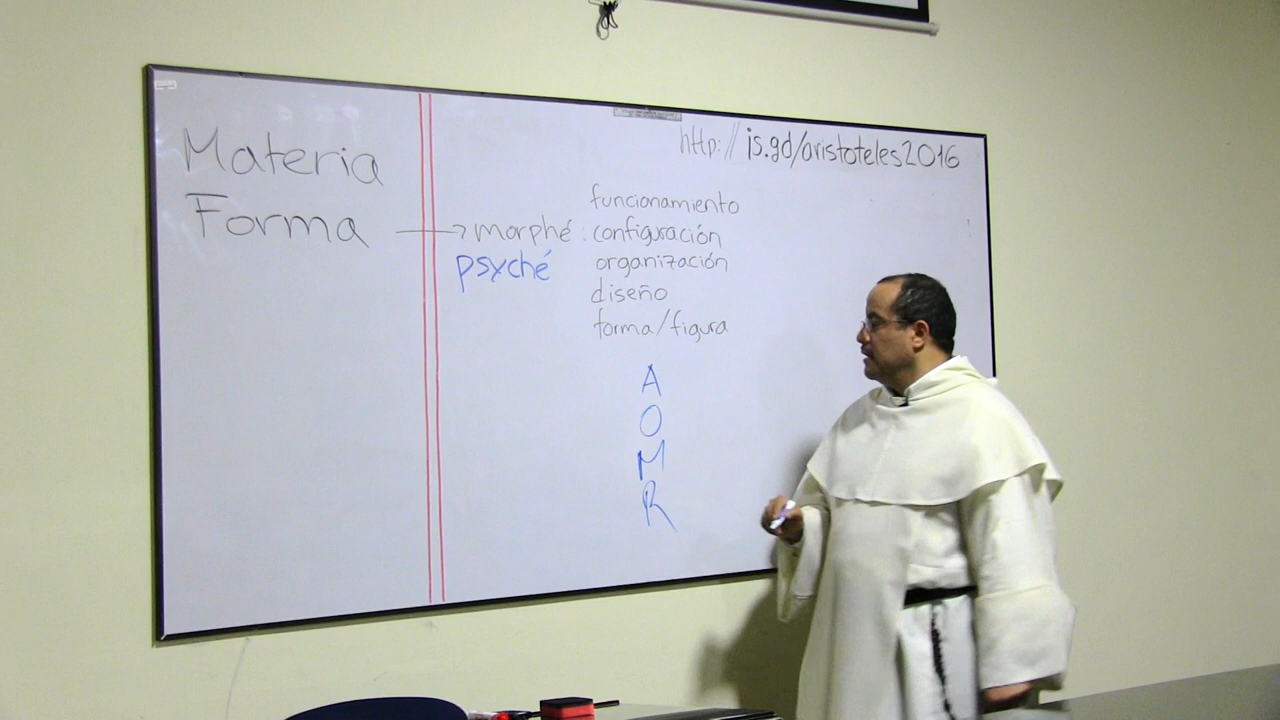 Materia
Forma → morphé : configuración
http://is.gd/aristoteles2016
funcionamiento
psyché
organización
diseño
forma/figura
A
O
M
R